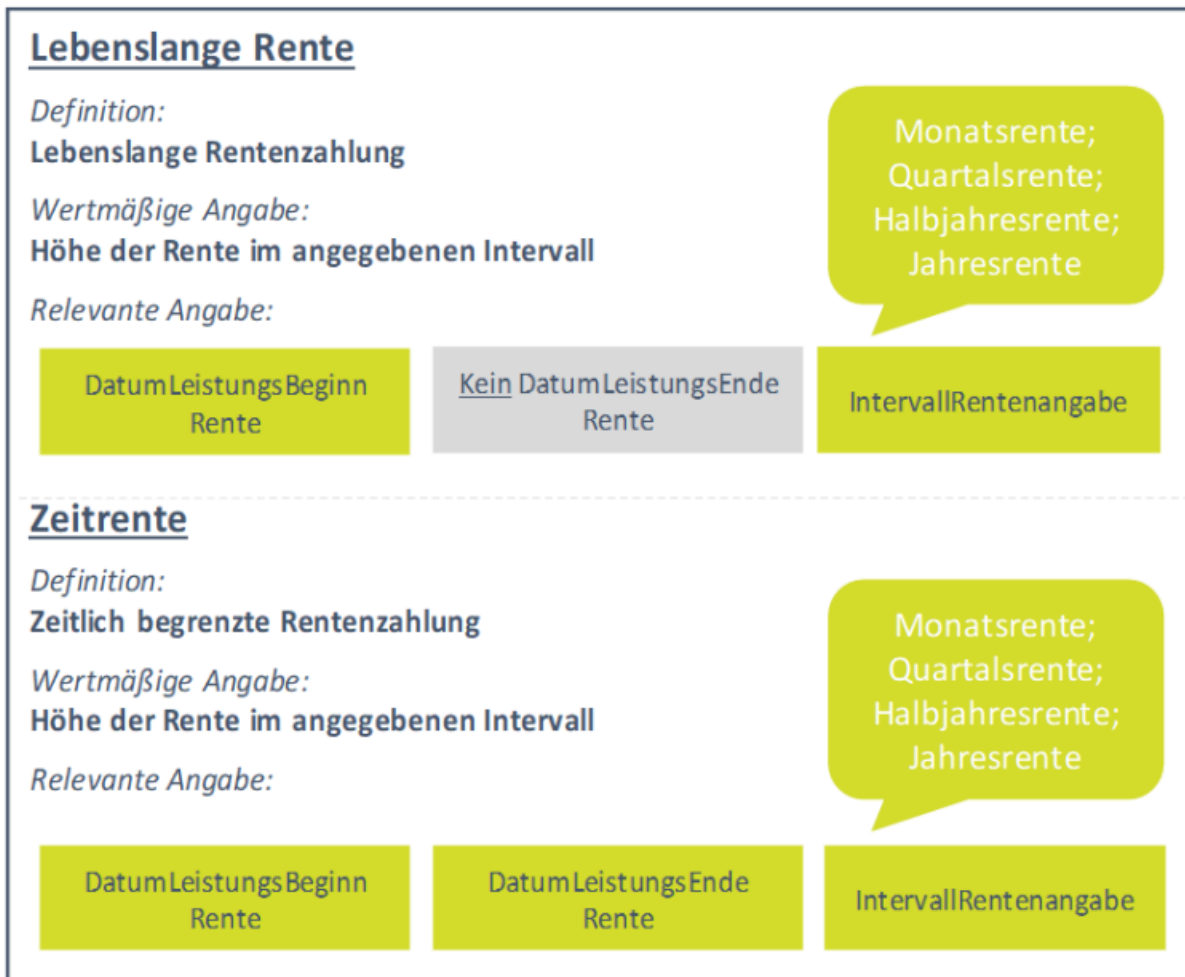 Lebenslange Rente
Definition:
Lebenslange Rentenzahlung
Wertmäßige Angabe:
Höhe der Rente im angegebenen Intervall
Relevante Angabe:
Monatsrente;
Quartalsrente;
Halbjahresrente;
Jahresrente
DatumLeistungsBeginn
Rente
Kein DatumLeistungsEnde
Rente
IntervallRentenangabe
Zeitrente
Definition:
Zeitlich begrenzte Rentenzahlung
Wertmäßige Angabe:
Höhe der Rente im angegebenen Intervall
Relevante Angabe:
Monatsrente;
Quartalsrente;
Halbjahresrente;
Jahresrente
DatumLeistungsBeginn
Rente
DatumLeistungsEnde
Rente
IntervallRentenangabe